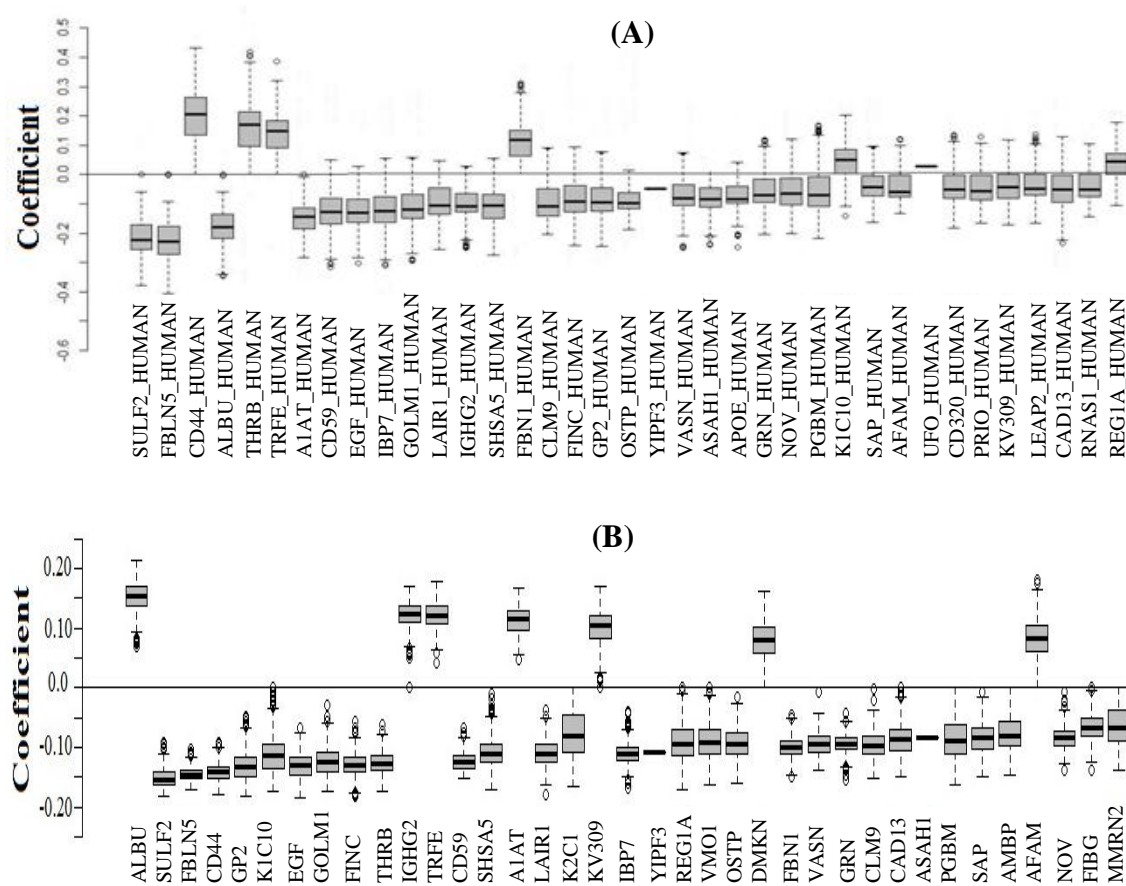 (A)
Coefficient
0.5
0.4
0.3
0.2
0.1
0.0
-0.2
-0.4
-0.6
SULF2_HUMAN
FBLN5_HUMAN
CD44_HUMAN
ALBU_HUMAN
THRB_HUMAN
TRFE_HUMAN
A1AT_HUMAN
CD59_HUMAN
EGF_HUMAN
IBP7_HUMAN
GOLM1_HUMAN
LAIR1_HUMAN
IGHG2_HUMAN
SHSA5_HUMAN
FBN1_HUMAN
CLM9_HUMAN
FINC_HUMAN
GP2_HUMAN
OSTP_HUMAN
YIPF3_HUMAN
VASN_HUMAN
ASAH1_HUMAN
APOE_HUMAN
GRN_HUMAN
NOV_HUMAN
PGBM_HUMAN
K1C10_HUMAN
SAP_HUMAN
AFAM_HUMAN
UFO_HUMAN
CD320_HUMAN
PRIO_HUMAN
KV309_HUMAN
LEAP2_HUMAN
CAD13_HUMAN
RNAS1_HUMAN
REG1A_HUMAN
(B)
Coefficient
0.20
0.10
0.0
-0.10
-0.20
ALBU
SULF2
FBLN5
CD44
GP2
K1C10
EGF
GOLM1
FINC
THRB
IGHG2
TRFE
CD59
SHSA5
A1AT
LAIR1
K2C1
KV309
IBP7
YIPF3
REG1A
VMO1
OSTP
DMKN
FBN1
VASN
GRN
CLM9
CAD13
ASAH1
PGBM
SAP
AMBP
AFAM
NOV
FIBG
MMRN2